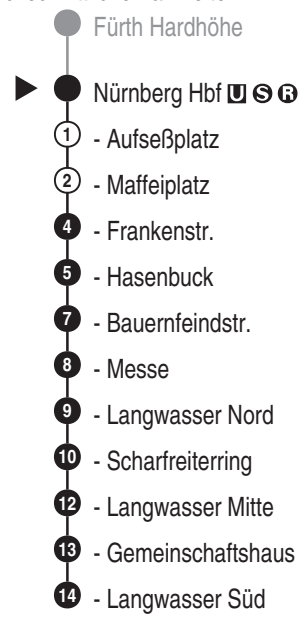 Fürth Hardhöhe
Nürnberg Hbf U S R
1 - Aufseßplatz
2 - Maffeiplatz
4 - Frankenstr.
5 - Hasenbuck
7 - Bauernfeindstr.
8 - Messe
9 - Langwasser Nord
10 - Scharfreiterring
12 - Langwasser Mitte
13 - Gemeinschaftshaus
14 - Langwasser Süd